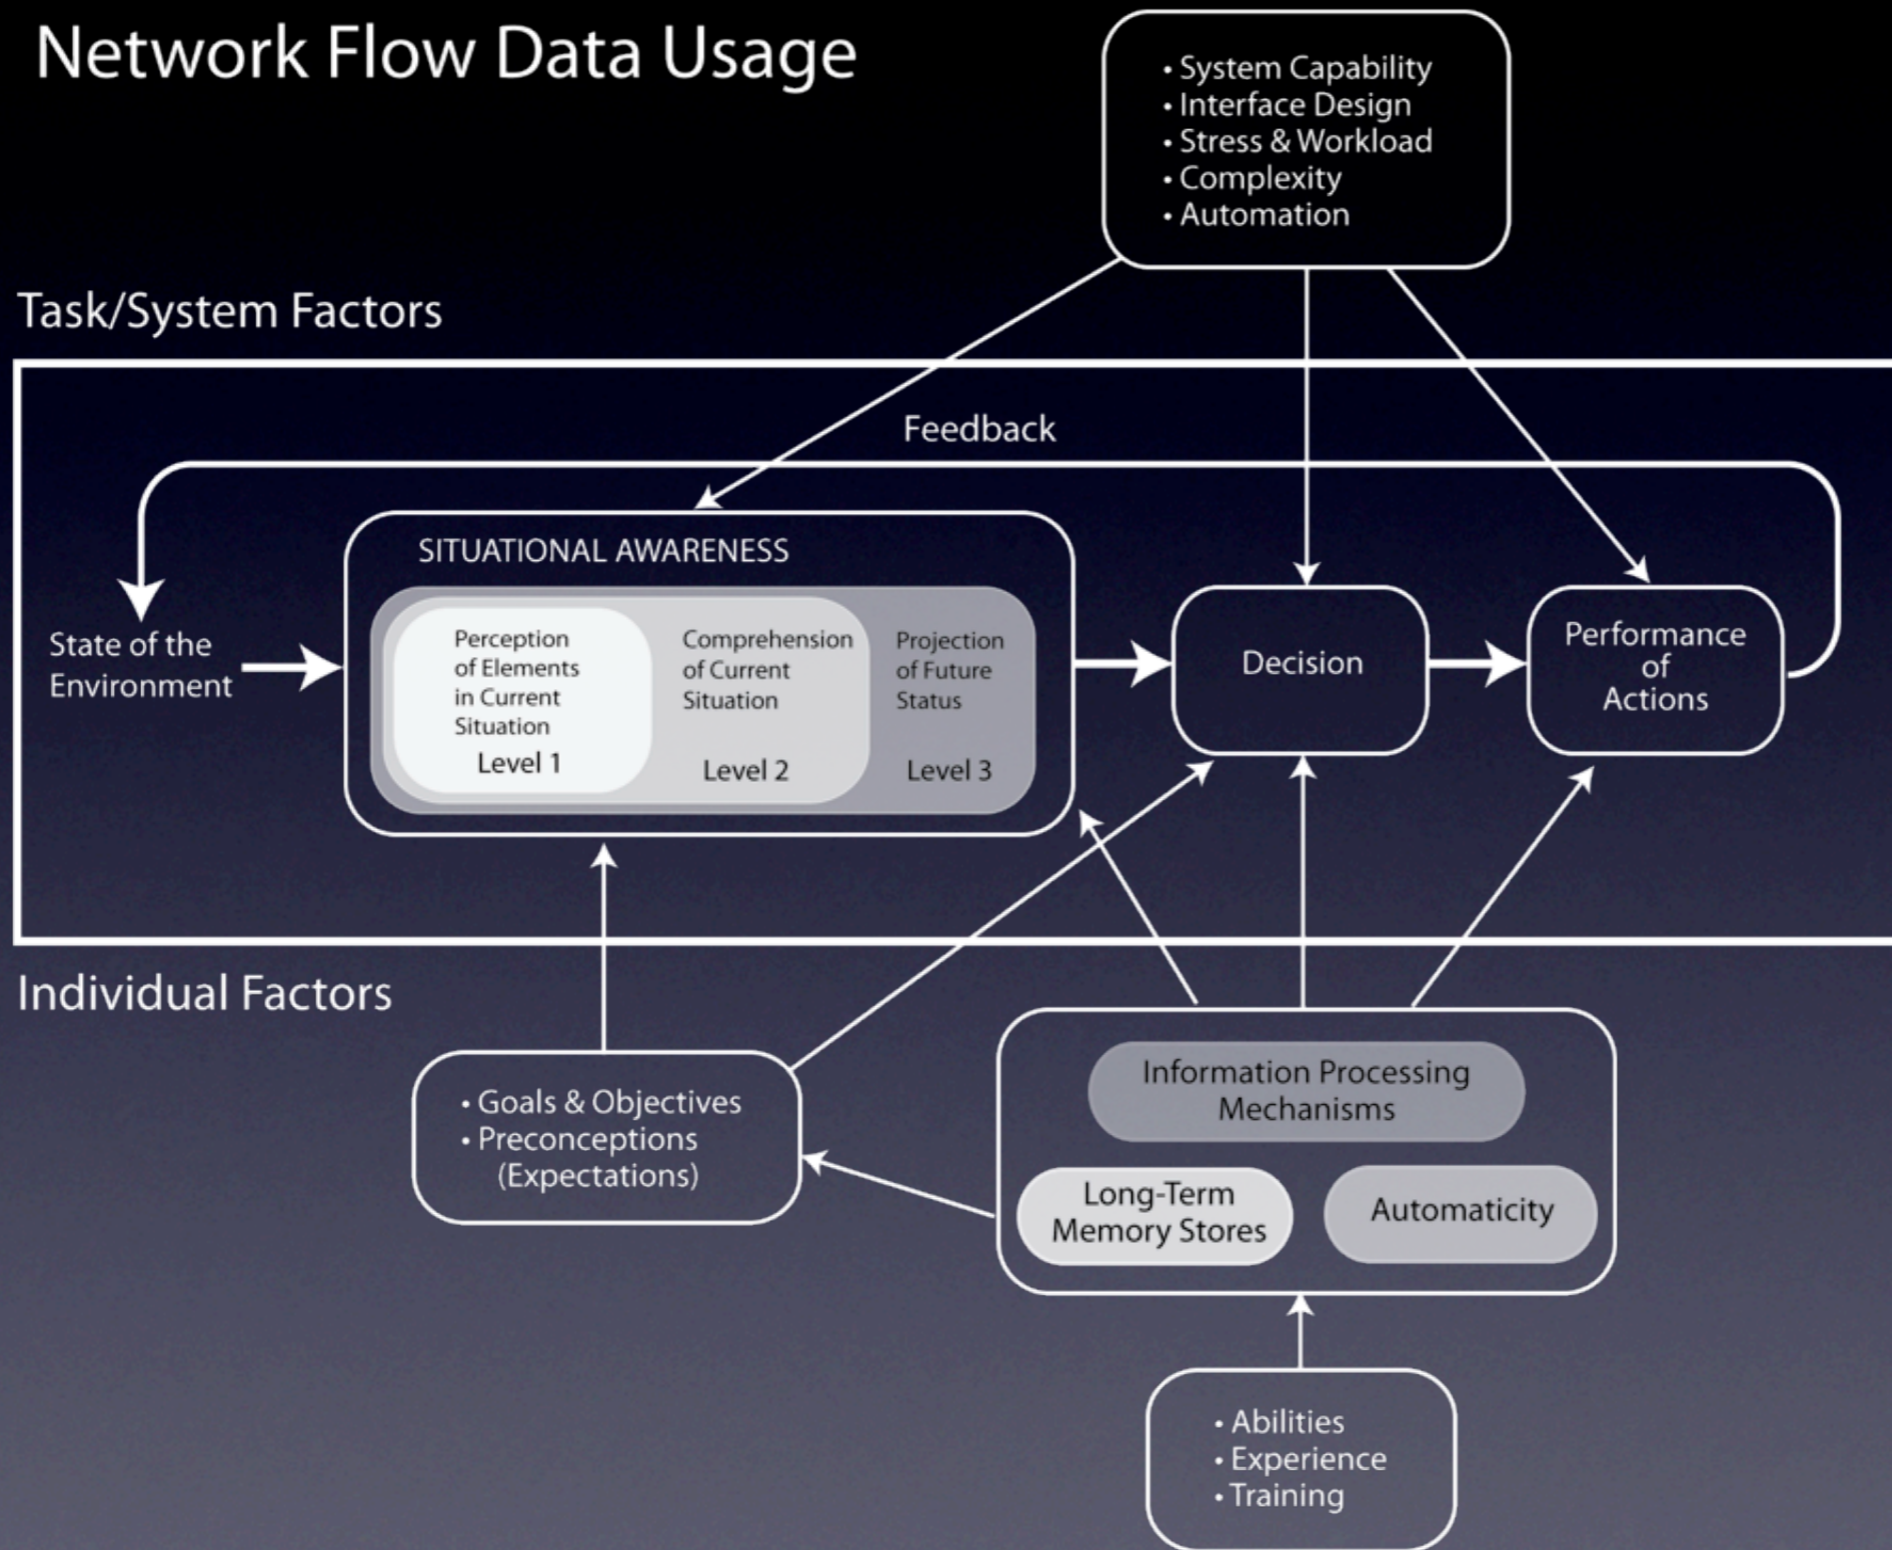 Network Flow Data Usage
• System Capability
• Interface Design
• Stress & Workload
• Complexity
• Automation
Task/System Factors
Feedback
State of the
Environment
SITUATIONAL AWARENESS
Perception
of Elements
in Current
Situation
Level 1
Comprehension
of Current
Situation
Level 2
Projection
of Future
Status
Level 3
Decision
Performance
of
Actions
Individual Factors
• Goals & Objectives
• Preconceptions
(Expectations)
Information Processing
Mechanisms
Long-Term
Memory Stores
Automaticity
• Abilities
• Experience
• Training